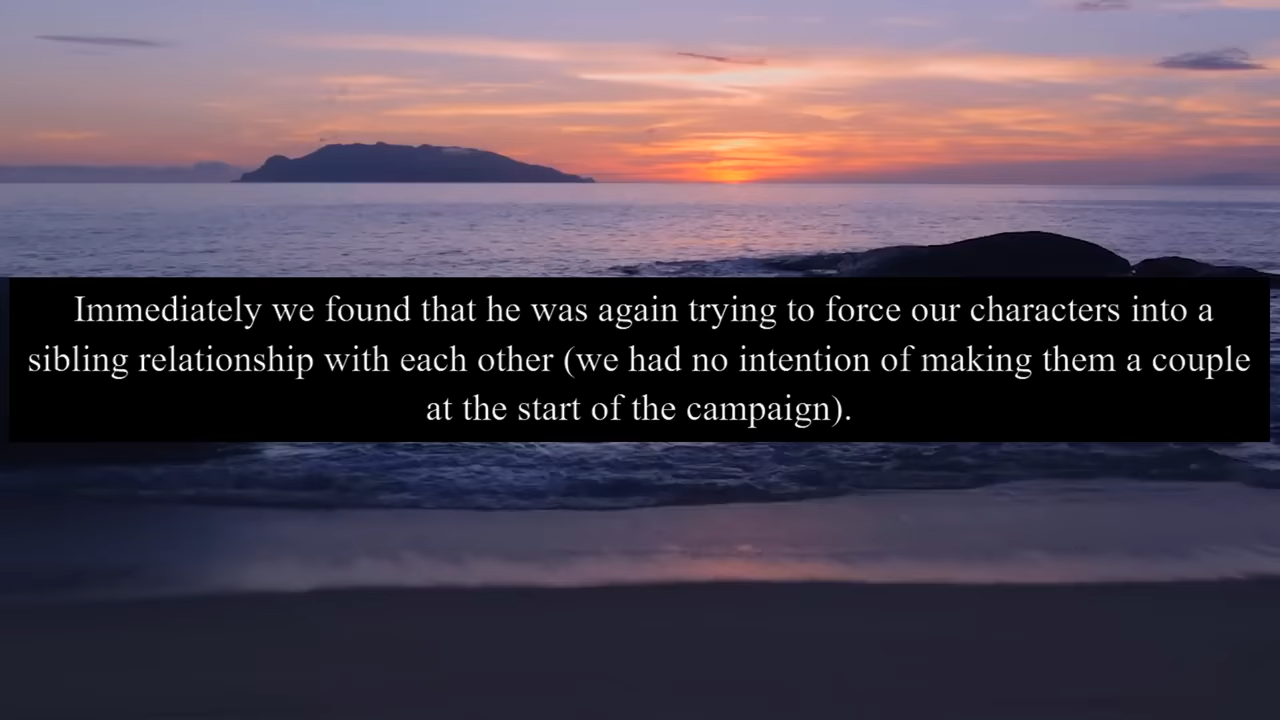 Immediately we found that he was again trying to force our characters into a
sibling relationship with each other (we had no intention of making them a couple
at the start of the campaign).